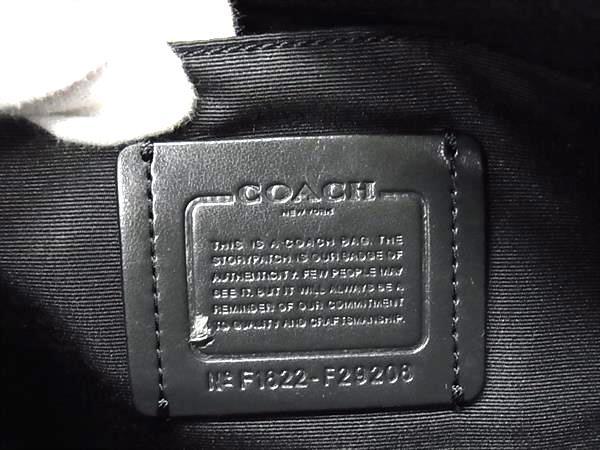 COACH
NEW YORK
THIS IS A COACH BAG. THE
STORYPATCH IS OUR BADGE OF
AUTHENTICITY. FEW PEOPLE MAY
SEE IT, BUT IT WILL ALWAYS BE A
REMINDER OF OUR COMMITMENT
TO QUALITY AND CRAFTSMANSHIP.
Nº F1622-F29208